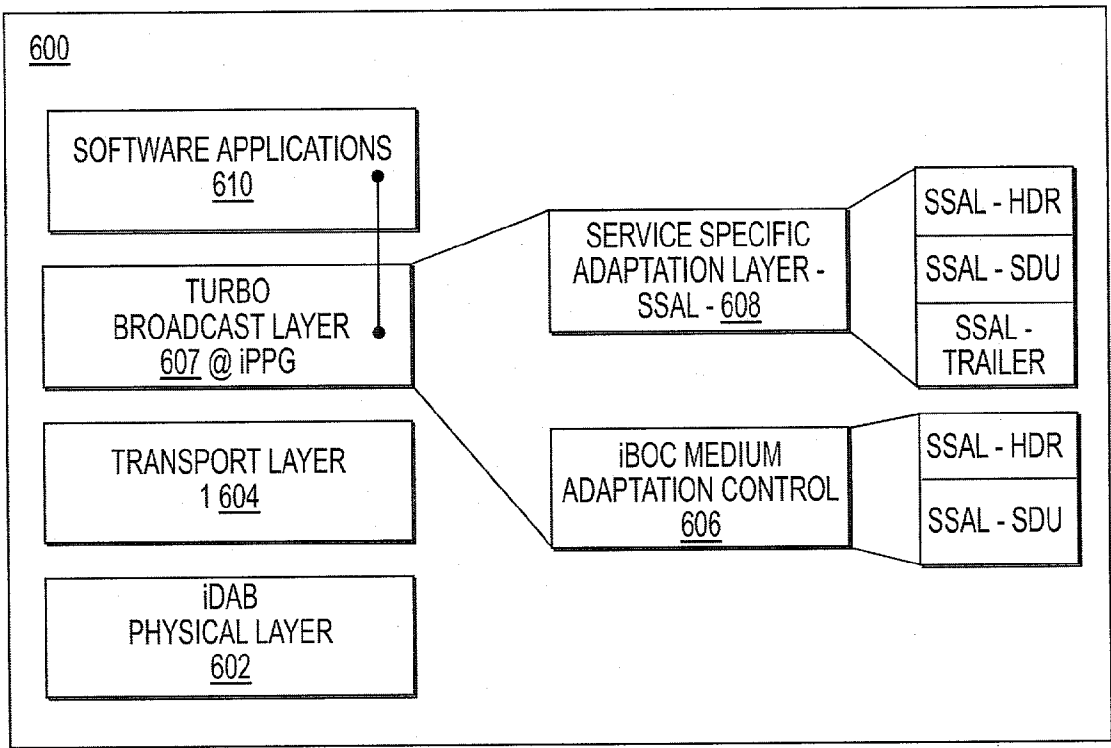 600
SOFTWARE APPLICATIONS
610
TURBO
BROADCAST LAYER
607 @ iPPG
TRANSPORT LAYER
1 604
iDAB
PHYSICAL LAYER
602
SERVICE SPECIFIC
ADAPTATION LAYER -
SSAL - 608
iBOC MEDIUM
ADAPTATION CONTROL
606
SSAL - HDR
SSAL - SDU
SSAL -
TRAILER
SSAL - HDR
SSAL - SDU